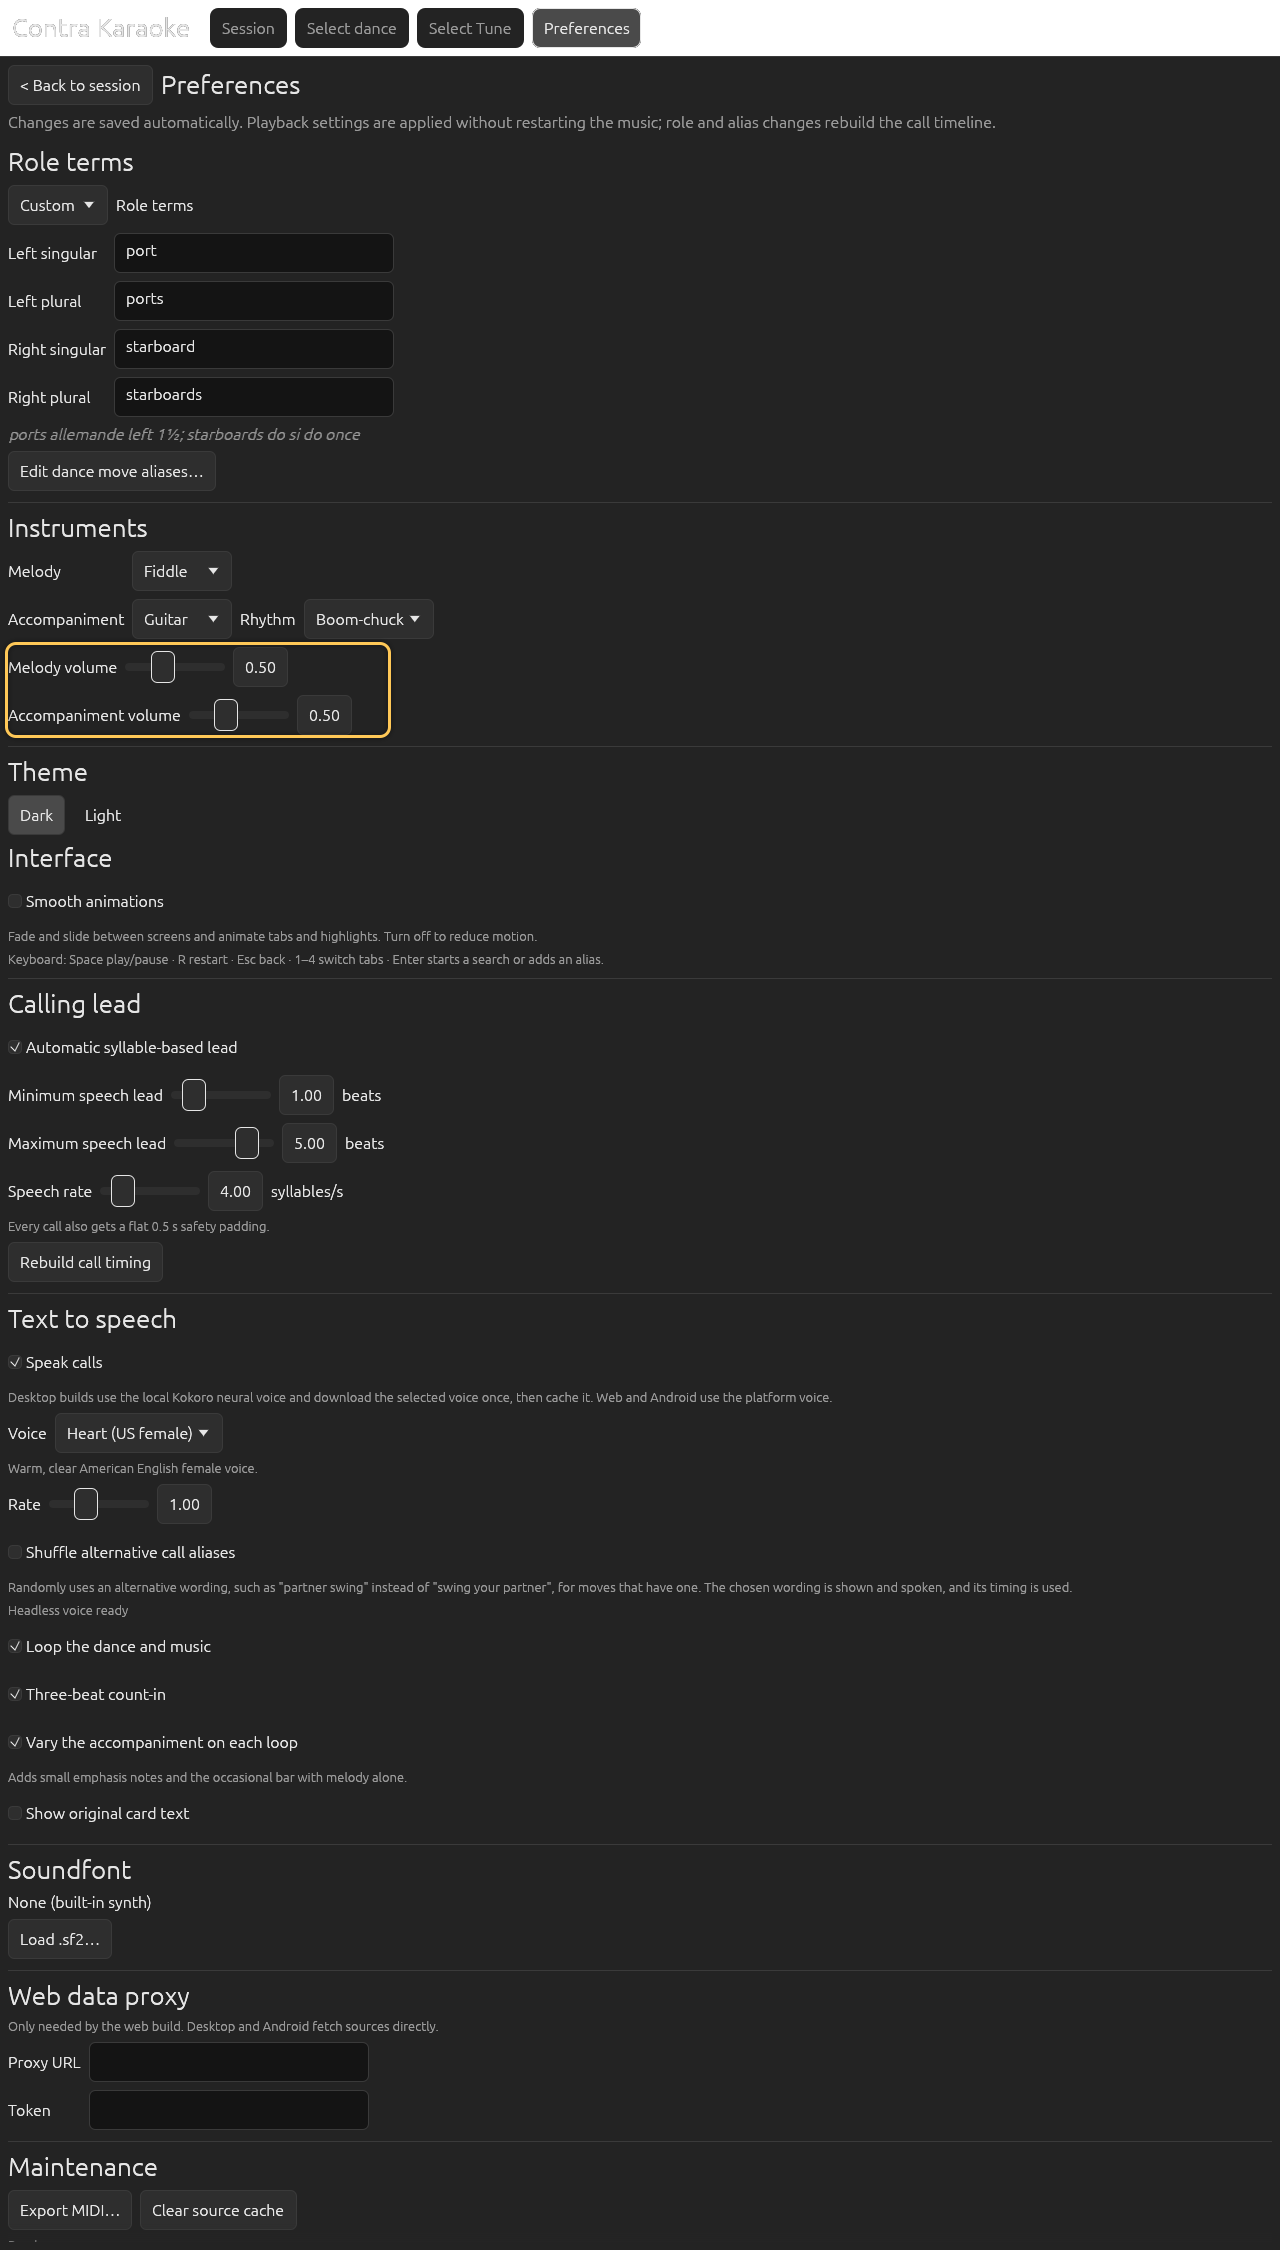 Contra Karaoke Session Select dance Select Tune Preferences
< Back to session Preferences
Changes are saved automatically. Playback settings are applied without restarting the music; role and alias changes rebuild the call timeline.
Role terms
Custom Role terms
Left singular port
Left plural ports
Right singular starboard
Right plural starboards
ports allemande left 1½; starboards do si do once
Edit dance move aliases…
Instruments
Melody Fiddle
Accompaniment Guitar Rhythm Boom-chuck
Melody volume 0.50
Accompaniment volume 0.50
Theme
Dark Light
Interface
Smooth animations
Fade and slide between screens and animate tabs and highlights. Turn off to reduce motion.
Keyboard: Space play/pause · R restart · Esc back · 1–4 switch tabs · Enter starts a search or adds an alias.
Calling lead
Automatic syllable-based lead
Minimum speech lead 1.00 beats
Maximum speech lead 5.00 beats
Speech rate 4.00 syllables/s
Every call also gets a flat 0.5 s safety padding.
Rebuild call timing
Text to speech
Speak calls
Desktop builds use the local Kokoro neural voice and download the selected voice once, then cache it. Web and Android use the platform voice.
Voice Heart (US female)
Warm, clear American English female voice.
Rate 1.00
Shuffle alternative call aliases
Randomly uses an alternative wording, such as "partner swing" instead of "swing your partner", for moves that have one. The chosen wording is shown and spoken, and its timing is used.
Headless voice ready
Loop the dance and music
Three-beat count-in
Vary the accompaniment on each loop
Adds small emphasis notes and the occasional bar with melody alone.
Show original card text
Soundfont
None (built-in synth)
Load .sf2…
Web data proxy
Only needed by the web build. Desktop and Android fetch sources directly.
Proxy URL
Token
Maintenance
Export MIDI… Clear source cache